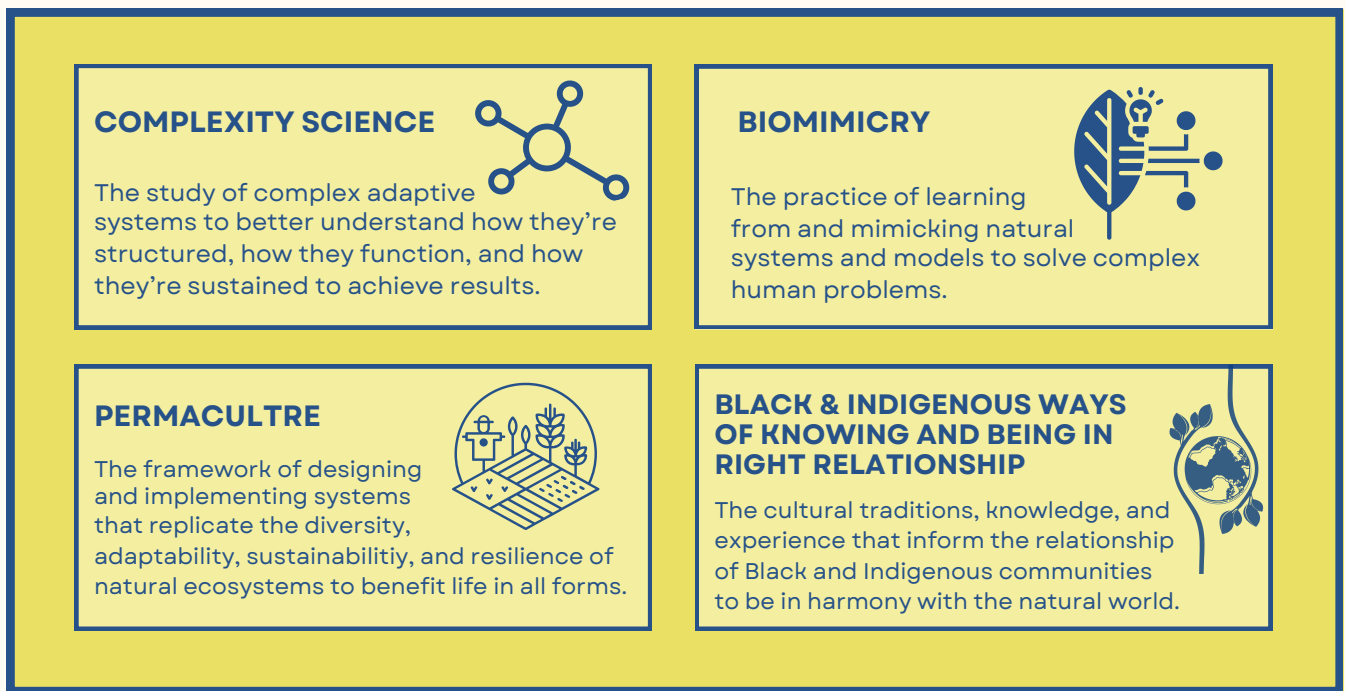 COMPLEXITY SCIENCE
The study of complex adaptive
systems to better understand how they're
structured, how they function, and how
they're sustained to achieve results.
BIOMIMICRY
The practice of learning
from and mimicking natural
systems and models to solve complex
human problems.
PERMACULTRE
The framework of designing
and implementing systems
that replicate the diversity,
adaptability, sustainabilitiy, and resilience of
natural ecosystems to benefit life in all forms.
BLACK & INDIGENOUS WAYS
OF KNOWING AND BEING IN
RIGHT RELATIONSHIP
The cultural traditions, knowledge, and
experience that inform the relationship
of Black and Indigenous communities
to be in harmony with the natural world.